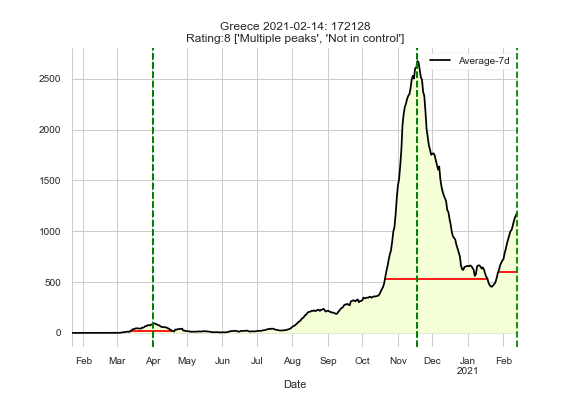 Greece 2021-02-14: 172128
Rating:8 ['Multiple peaks', 'Not in control']
Average-7d
2500
2000
1500
1000
500
0
Feb Mar Apr May Jun Jul Aug Sep Oct Nov Dec Jan Feb
2021
Date